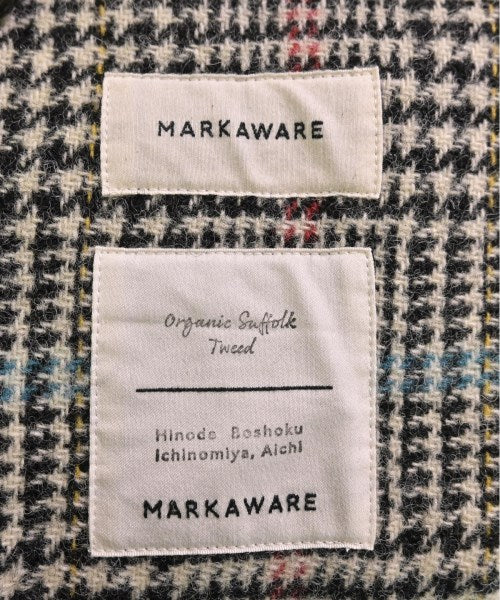 MARKAWARE
Organic Suffolk
Tweed
Hinode Boshoku
Ichinomiya, Aichi
MARKAWARE